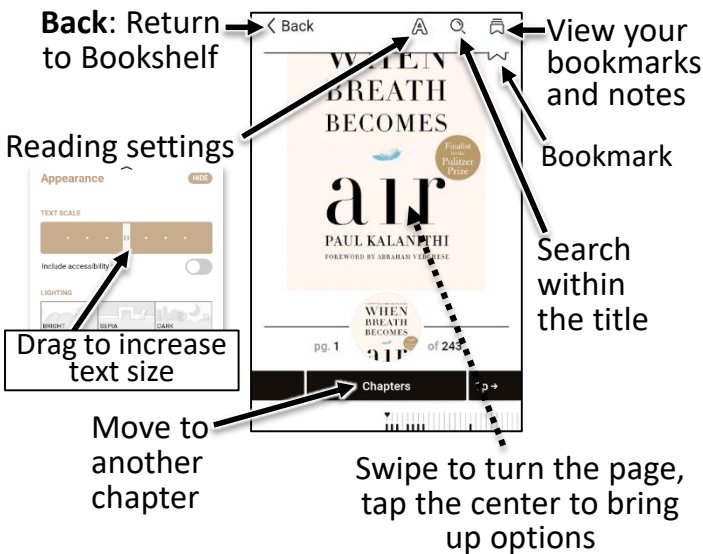 Back: Return
to Bookshelf
Back
A
View your
bookmarks
and notes
Bookmark
Search
within
the title
Reading settings
Appearance
HIDE
TEXT SCALE
Include accessibility
LIGHTING
BRIGHT
SEPIA
DARK
Drag to increase
text size
WHEN
BREATH
BECOMES
air
Finalist
for the
Pulitzer
Prize
PAUL KALANITHI
FOREWORD BY ABRAHAM VERGHESE
WHEN
BREATH
BECOMES
air
pg. 1
of 243
Chapters
Move to
another
chapter
Swipe to turn the page,
tap the center to bring
up options